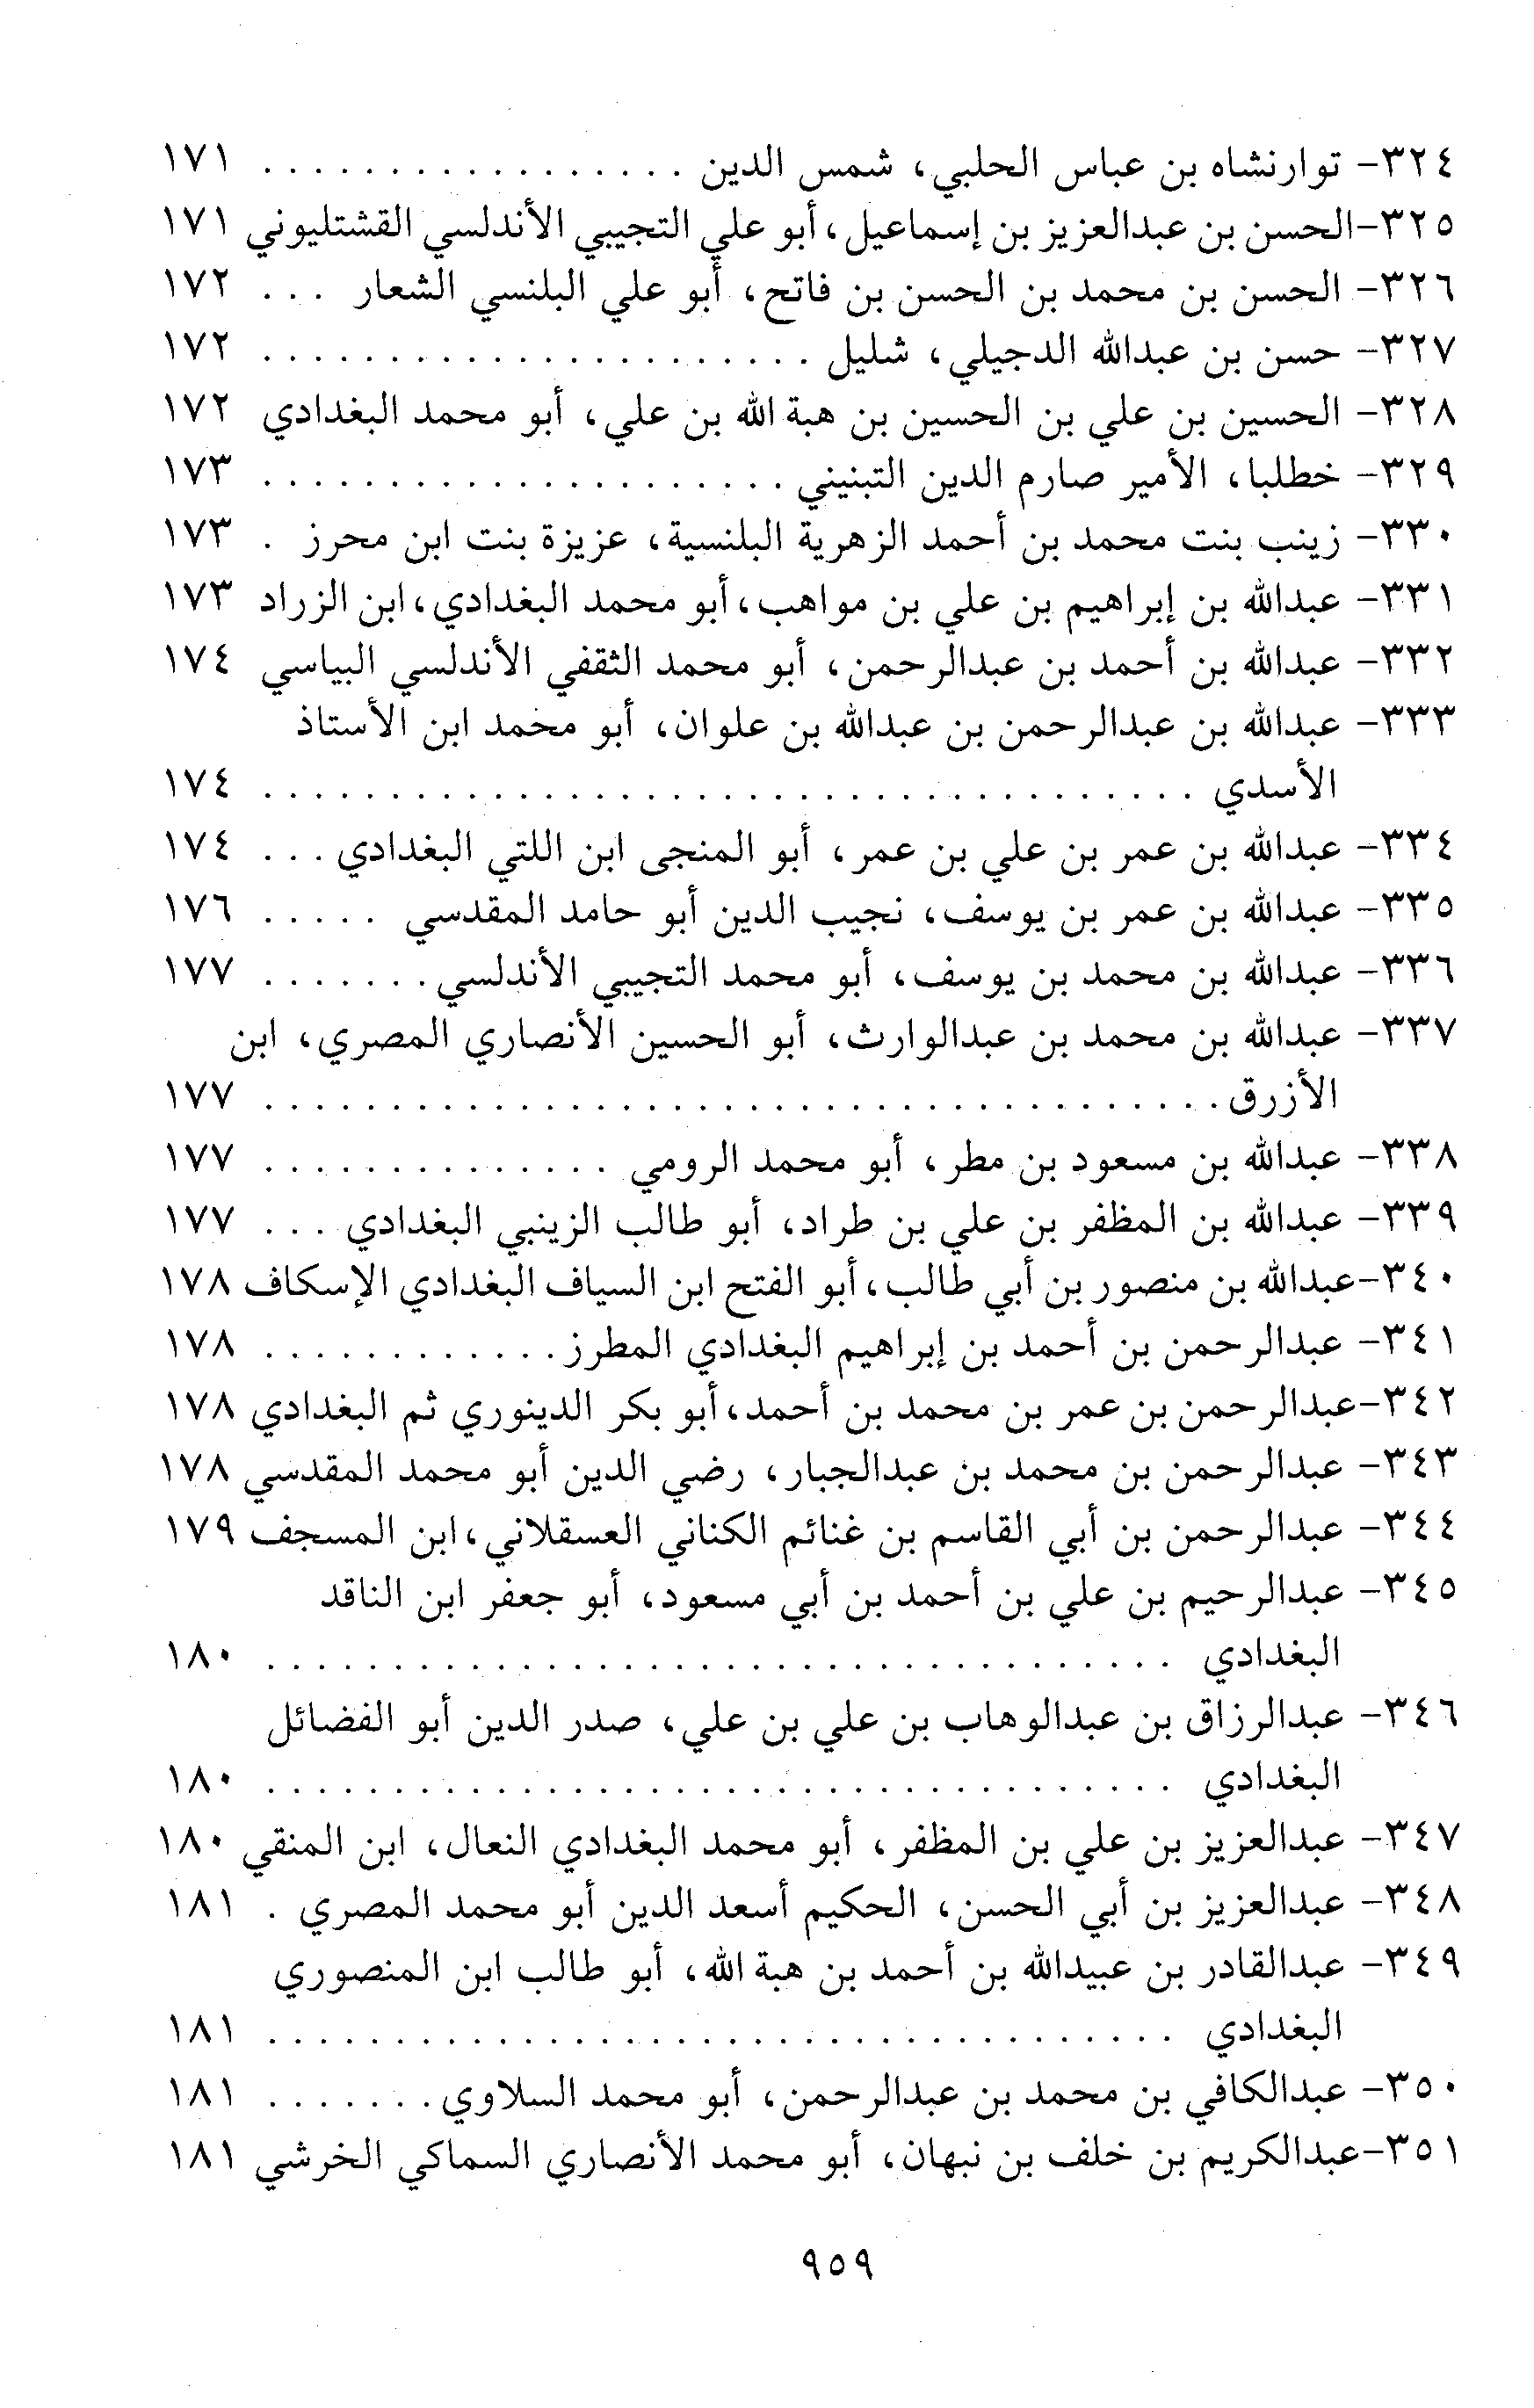 ٣٢٤- توارنشاه بن عباس الحلبي، شمس الدين . . . . . . . . . . . . . . . . . ١٧١
٣٢٥-الحسن بن عبدالعزيز بن إسماعيل، أبو علي التجيبي الأندلسي القشتليوني ١٧١
٣٢٦- الحسن بن محمد بن الحسن بن فاتح، أبو علي البلنسي الشعار . . . ١٧٢
٣٢٧- حسن بن عبدالله الدجيلي، شليل . . . . . . . . . . . . . . . . . . . . . . ١٧٢
٣٢٨- الحسين بن علي بن الحسين بن هبة الله بن علي، أبو محمد البغدادي ١٧٢
٣٢٩- خطلبا، الأمير صارم الدين التبنيني . . . . . . . . . . . . . . . . . . . . . ١٧٣
٣٣٠- زينب بنت محمد بن أحمد الزهرية البلنسية، عزيزة بنت ابن محرز . ١٧٣
٣٣١- عبدالله بن إبراهيم بن علي بن مواهب، أبو محمد البغدادي، ابن الزراد ١٧٣
٣٣٢- عبدالله بن أحمد بن عبدالرحمن، أبو محمد الثقفي الأندلسي البياسي ١٧٤
٣٣٣- عبدالله بن عبدالرحمن بن عبدالله بن علوان، أبو محمد ابن الأستاذ
الأسدي . . . . . . . . . . . . . . . . . . . . . . . . . . . . . . . . . . . . . ١٧٤
٣٣٤- عبدالله بن عمر بن علي بن عمر، أبو المنجى ابن اللتي البغدادي . . . ١٧٤
٣٣٥- عبدالله بن عمر بن يوسف، نجيب الدين أبو حامد المقدسي . . . . . ١٧٦
٣٣٦- عبدالله بن محمد بن يوسف، أبو محمد التجيبي الأندلسي . . . . . . . ١٧٧
٣٣٧- عبدالله بن محمد بن عبدالوارث، أبو الحسين الأنصاري المصري، ابن
الأزرق . . . . . . . . . . . . . . . . . . . . . . . . . . . . . . . . . . . . . . ١٧٧
٣٣٨- عبدالله بن مسعود بن مطر، أبو محمد الرومي . . . . . . . . . . . . . . ١٧٧
٣٣٩- عبدالله بن المظفر بن علي بن طراد، أبو طالب الزينبي البغدادي . . . ١٧٧
٣٤٠-عبدالله بن منصور بن أبي طالب، أبو الفتح ابن السياف البغدادي الإسكاف ١٧٨
٣٤١- عبدالرحمن بن أحمد بن إبراهيم البغدادي المطرز . . . . . . . . . . . . ١٧٨
٣٤٢-عبدالرحمن بن عمر بن محمد بن أحمد، أبو بكر الدينوري ثم البغدادي ١٧٨
٣٤٣- عبدالرحمن بن محمد بن عبدالجبار، رضي الدين أبو محمد المقدسي ١٧٨
٣٤٤- عبدالرحمن بن أبي القاسم بن غنائم الكناني العسقلاني، ابن المسجف ١٧٩
٣٤٥- عبدالرحيم بن علي بن أحمد بن أبي مسعود، أبو جعفر ابن الناقد
البغدادي . . . . . . . . . . . . . . . . . . . . . . . . . . . . . . . . . . . . ١٨٠
٣٤٦- عبدالرزاق بن عبدالوهاب بن علي بن علي، صدر الدين أبو الفضائل
البغدادي . . . . . . . . . . . . . . . . . . . . . . . . . . . . . . . . . . . . ١٨٠
٣٤٧- عبدالعزيز بن علي بن المظفر، أبو محمد البغدادي النعال، ابن المنقي ١٨٠
٣٤٨- عبدالعزيز بن أبي الحسن، الحكيم أسعد الدين أبو محمد المصري . ١٨١
٣٤٩- عبدالقادر بن عبيدالله بن أحمد بن هبة الله، أبو طالب ابن المنصوري
البغدادي . . . . . . . . . . . . . . . . . . . . . . . . . . . . . . . . . . . . ١٨١
٣٥٠- عبدالكافي بن محمد بن عبدالرحمن، أبو محمد السلاوي . . . . . . . ١٨١
٣٥١-عبدالكريم بن خلف بن نبهان، أبو محمد الأنصاري السماكي الخرشي ١٨١
٩٥٩